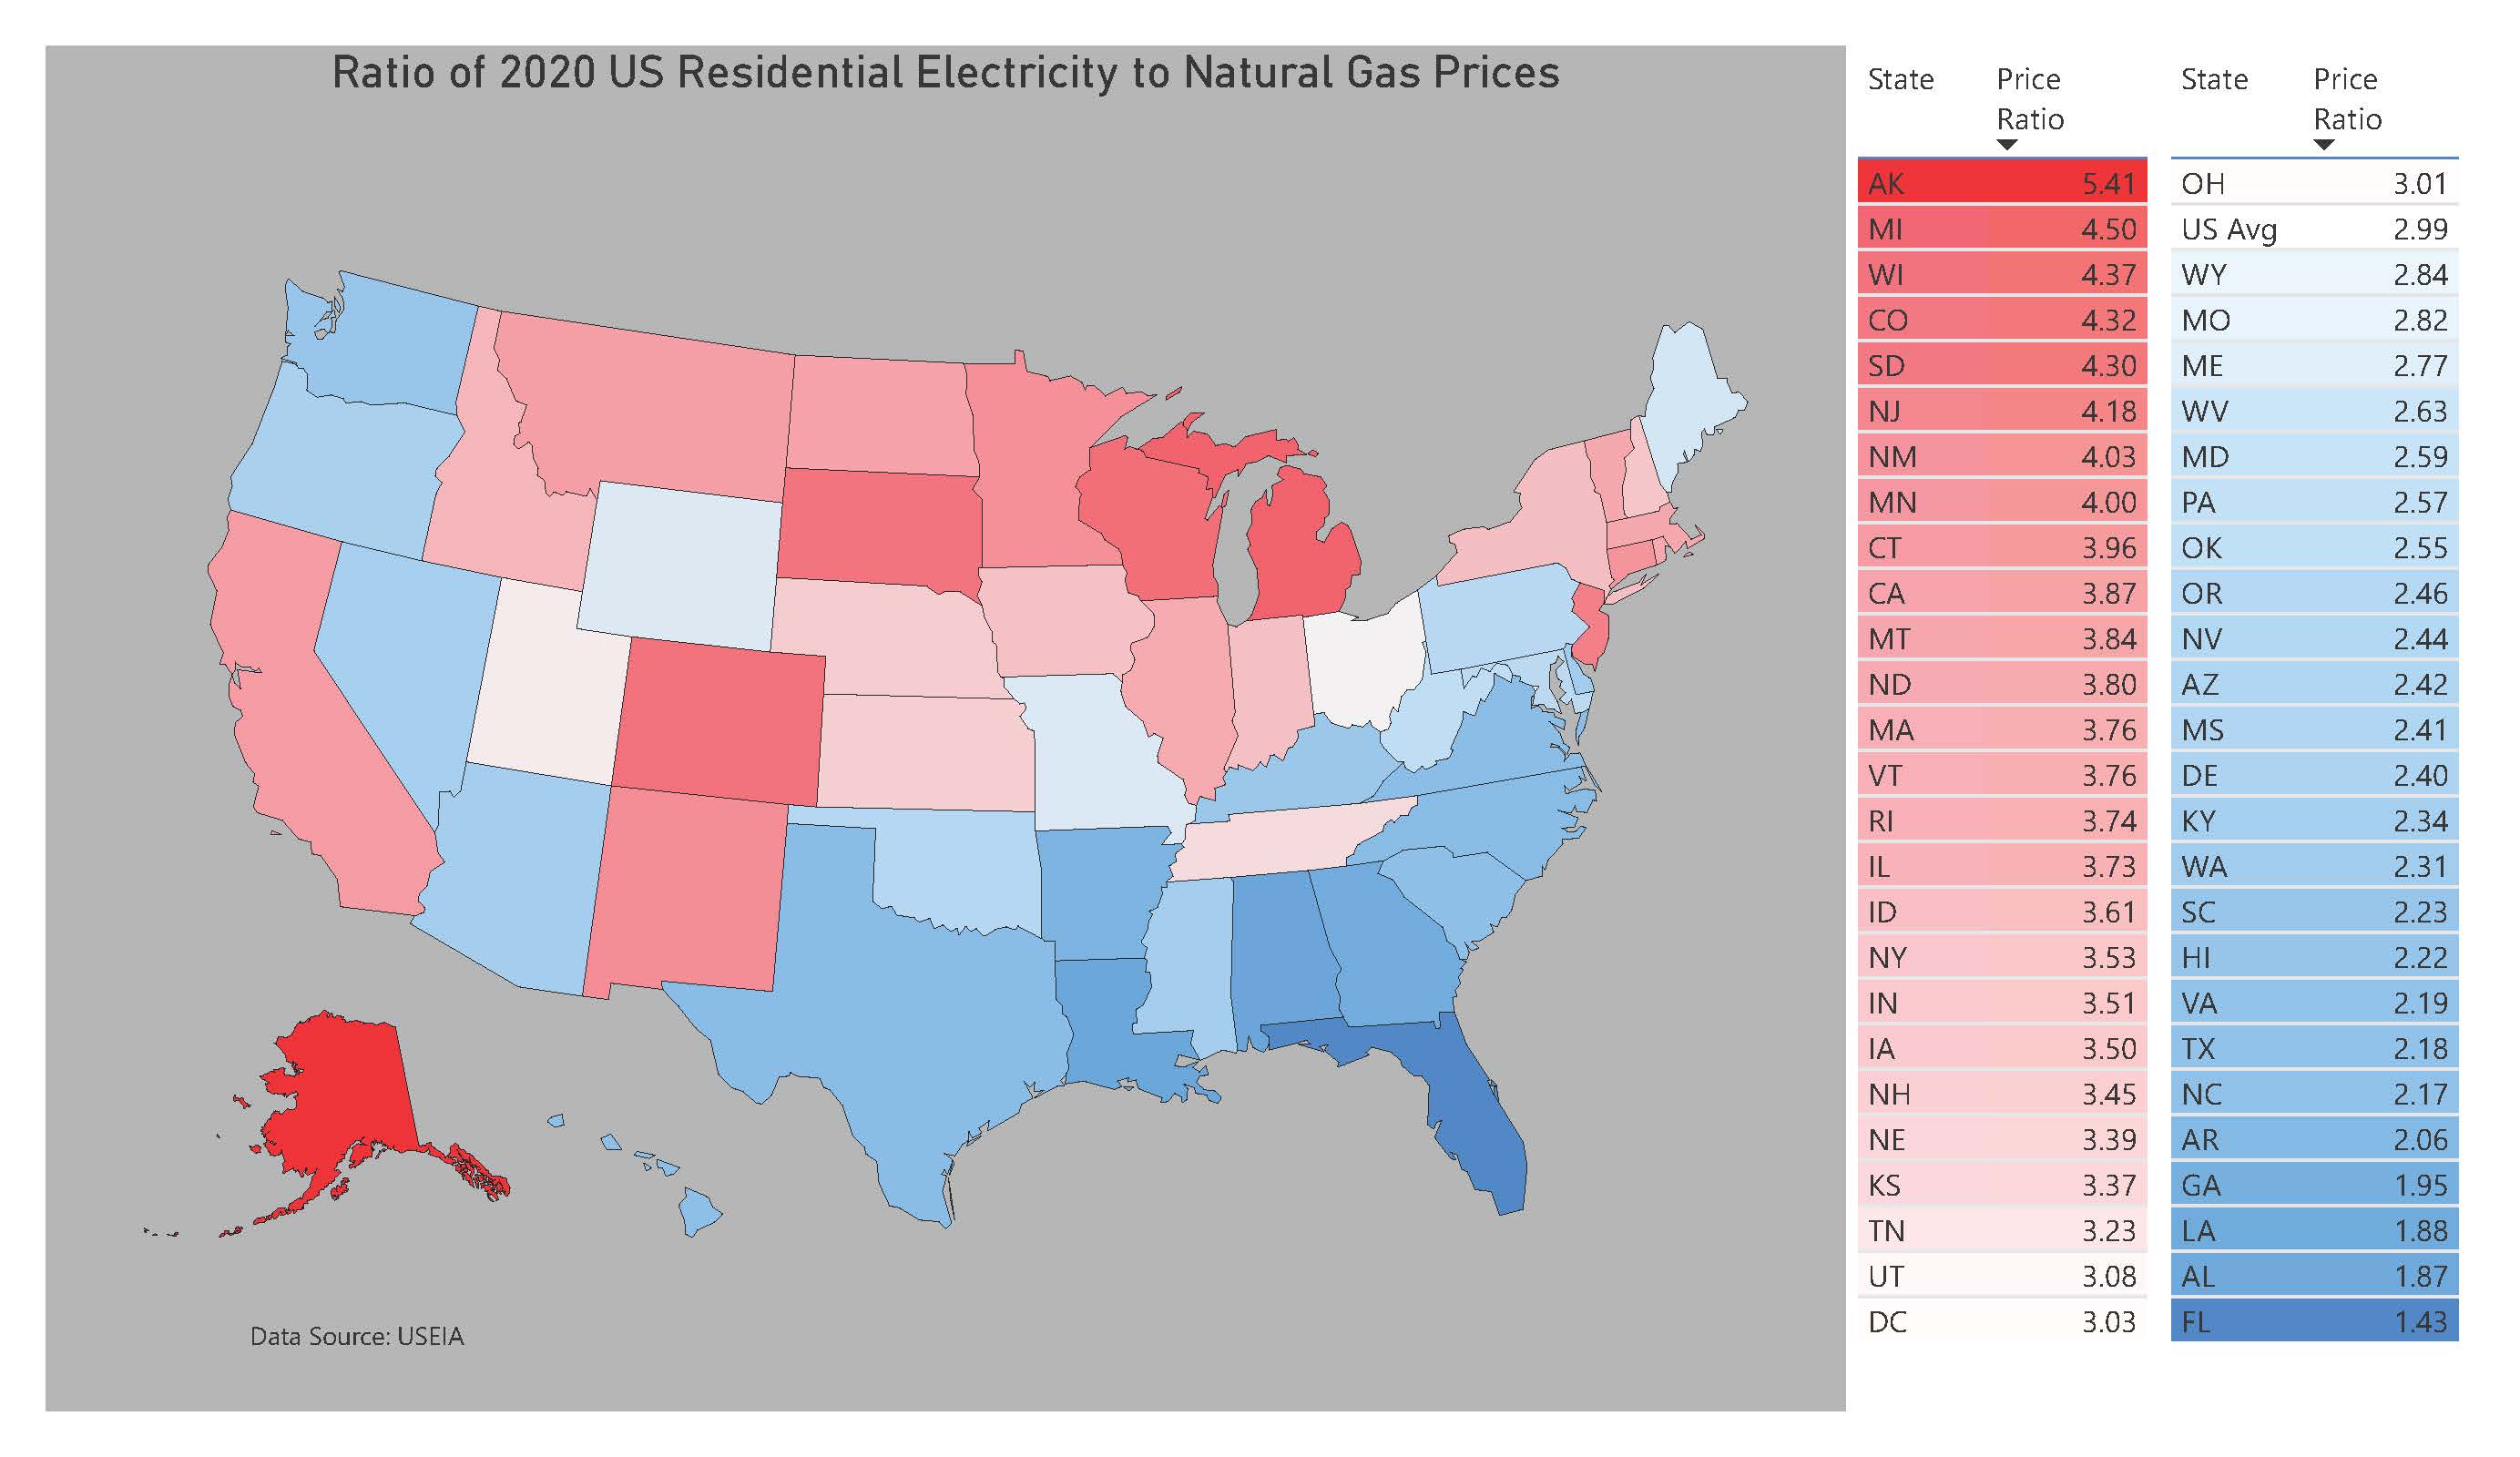 Ratio of 2020 US Residential Electricity to Natural Gas Prices
Data Source: USEIA
State Price Ratio
AK 5.41
MI 4.50
WI 4.37
CO 4.32
SD 4.30
NJ 4.18
NM 4.03
MN 4.00
CT 3.96
CA 3.87
MT 3.84
ND 3.80
MA 3.76
VT 3.76
RI 3.74
IL 3.73
ID 3.61
NY 3.53
IN 3.51
IA 3.50
NH 3.45
NE 3.39
KS 3.37
TN 3.23
UT 3.08
DC 3.03
State Price Ratio
OH 3.01
US Avg 2.99
WY 2.84
MO 2.82
ME 2.77
WV 2.63
MD 2.59
PA 2.57
OK 2.55
OR 2.46
NV 2.44
AZ 2.42
MS 2.41
DE 2.40
KY 2.34
WA 2.31
SC 2.23
HI 2.22
VA 2.19
TX 2.18
NC 2.17
AR 2.06
GA 1.95
LA 1.88
AL 1.87
FL 1.43